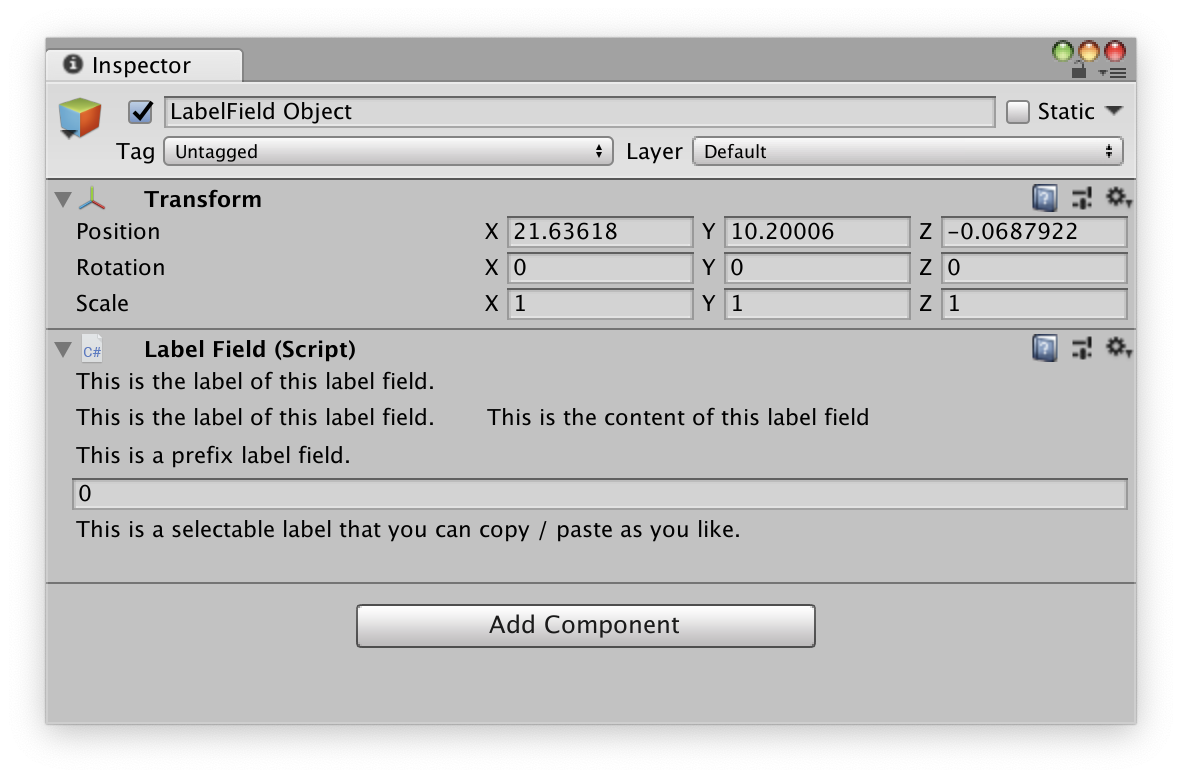 Inspector
LabelField Object Static
Tag Untagged Layer Default
Transform
Position X 21.63618 Y 10.20006 Z -0.0687922
Rotation X 0 Y 0 Z 0
Scale X 1 Y 1 Z 1
C# Label Field (Script)
This is the label of this label field.
This is the label of this label field. This is the content of this label field
This is a prefix label field.
0
This is a selectable label that you can copy / paste as you like.
Add Component